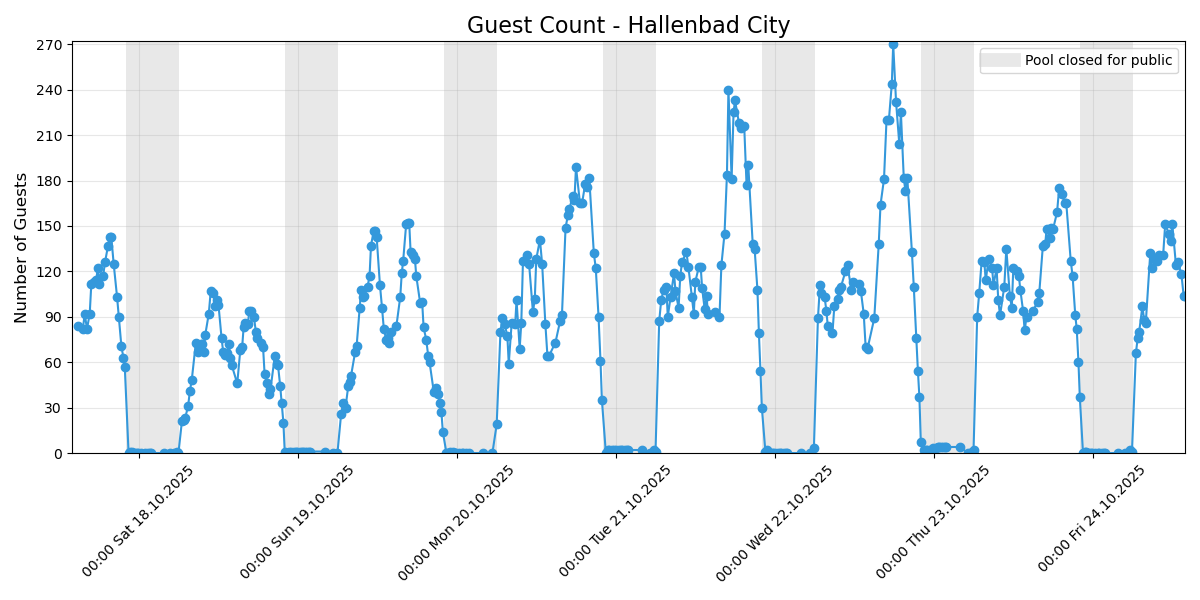 Guest Count - Hallenbad City
Pool closed for public
Number of Guests
270
240
210
180
150
120
90
60
30
0
00:00 Sat 18.10.2025
00:00 Sun 19.10.2025
00:00 Mon 20.10.2025
00:00 Tue 21.10.2025
00:00 Wed 22.10.2025
00:00 Thu 23.10.2025
00:00 Fri 24.10.2025